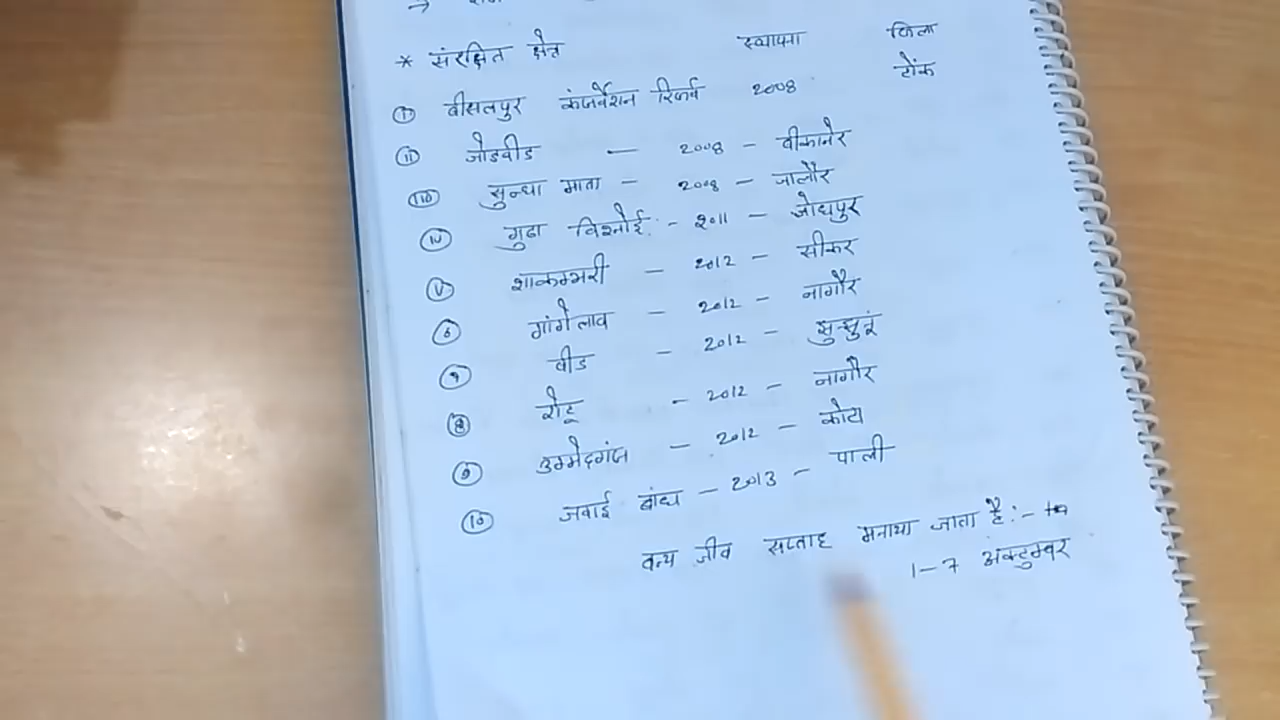 * संरक्षित क्षेत्र स्थापना जिला
① बीसलपुर कंजर्वेशन रिजर्व 2008 टोंक
(ii) जोडबीड — 2008 — बीकानेर
(iii) सुन्धा माता — 2008 — जालौर
(iv) गुढा विश्नोई :- 2011 — जोधपुर
(v) शाकम्भरी — 2012 — सीकर
⑥ गोगेलाव — 2012 — नागौर
⑦ बीड — 2012 — झुन्झुनूं
⑧ रोटू — 2012 — नागौर
⑨ उम्मेदगंज — 2012 — कोटा
⑩ जवाई बांध — 2013 — पाली
वन्य जीव सप्ताह मनाया जाता है :-
1-7 अक्टुम्बर